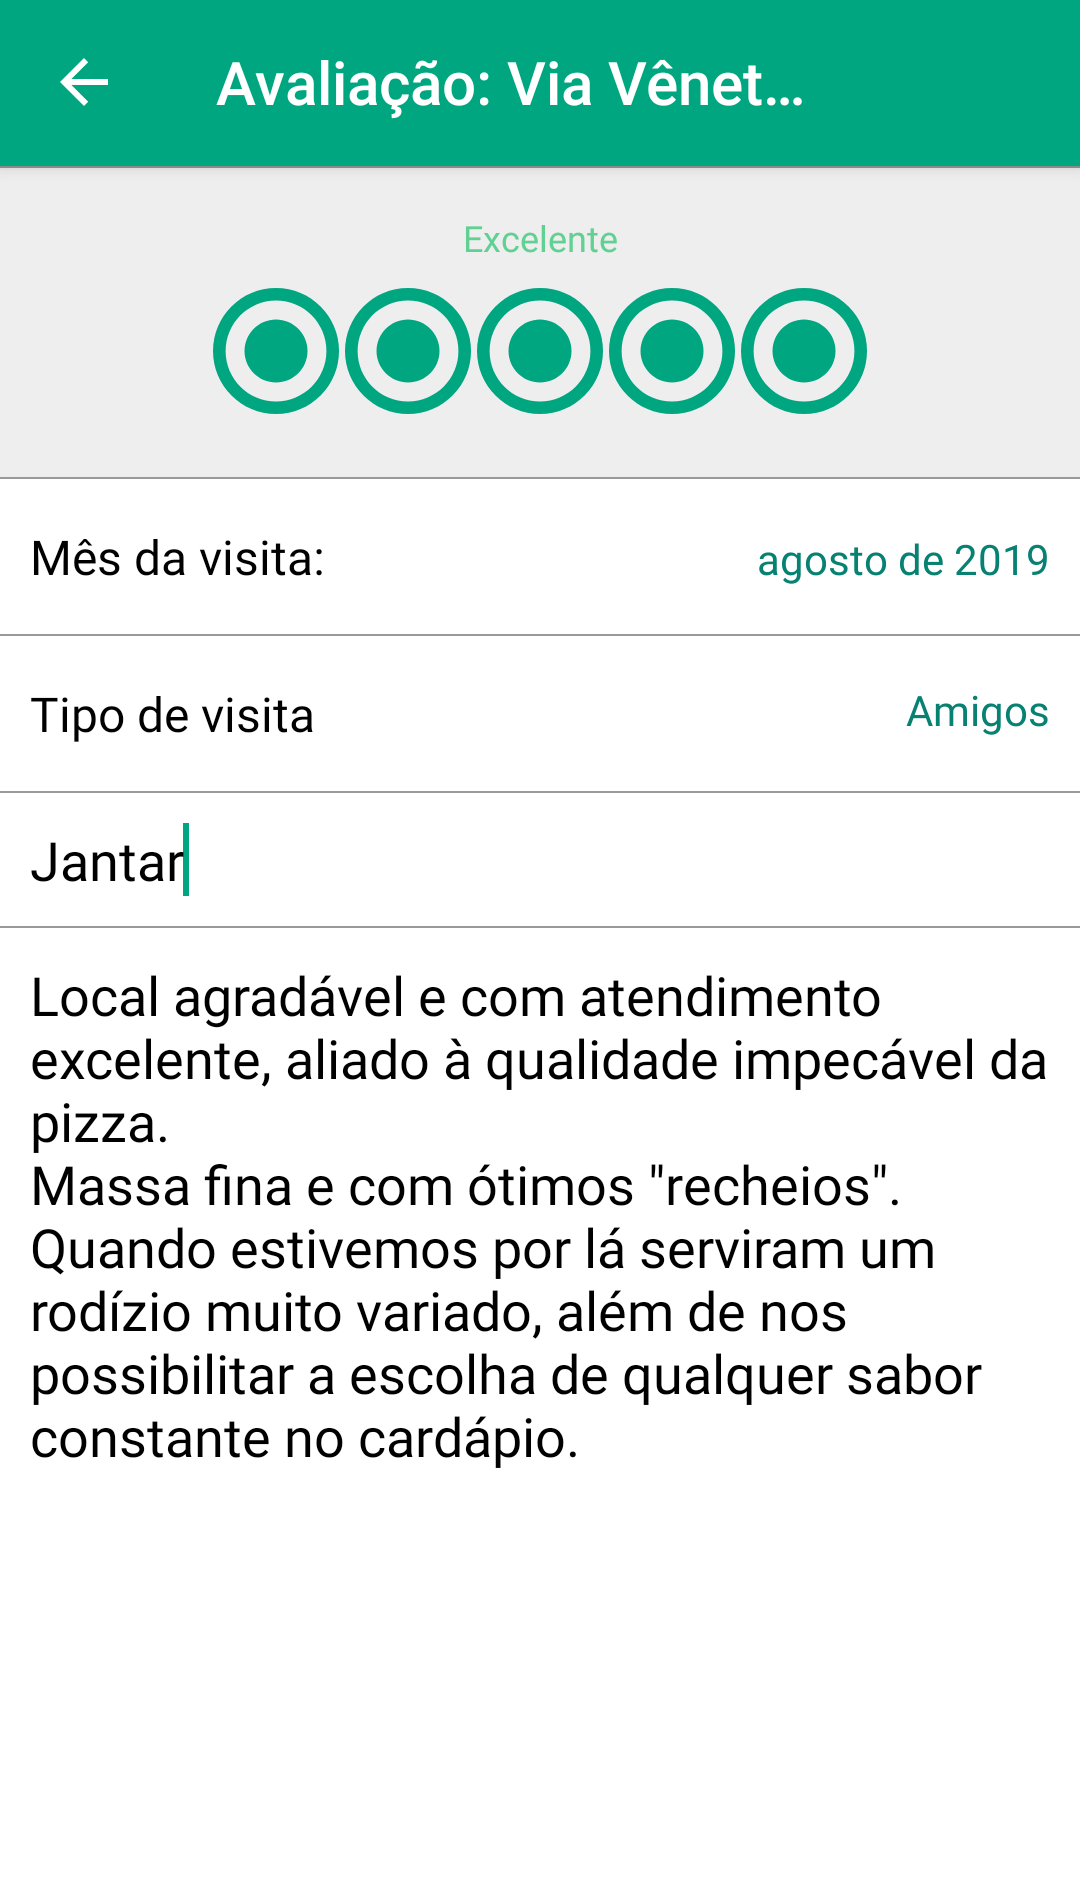 Avaliação: Via Vênet...
Excelente
Mês da visita:
agosto de 2019
Tipo de visita
Amigos
Jantar
Local agradável e com atendimento
excelente, aliado à qualidade impecável da
pizza.
Massa fina e com ótimos "recheios".
Quando estivemos por lá serviram um
rodízio muito variado, além de nos
possibilitar a escolha de qualquer sabor
constante no cardápio.